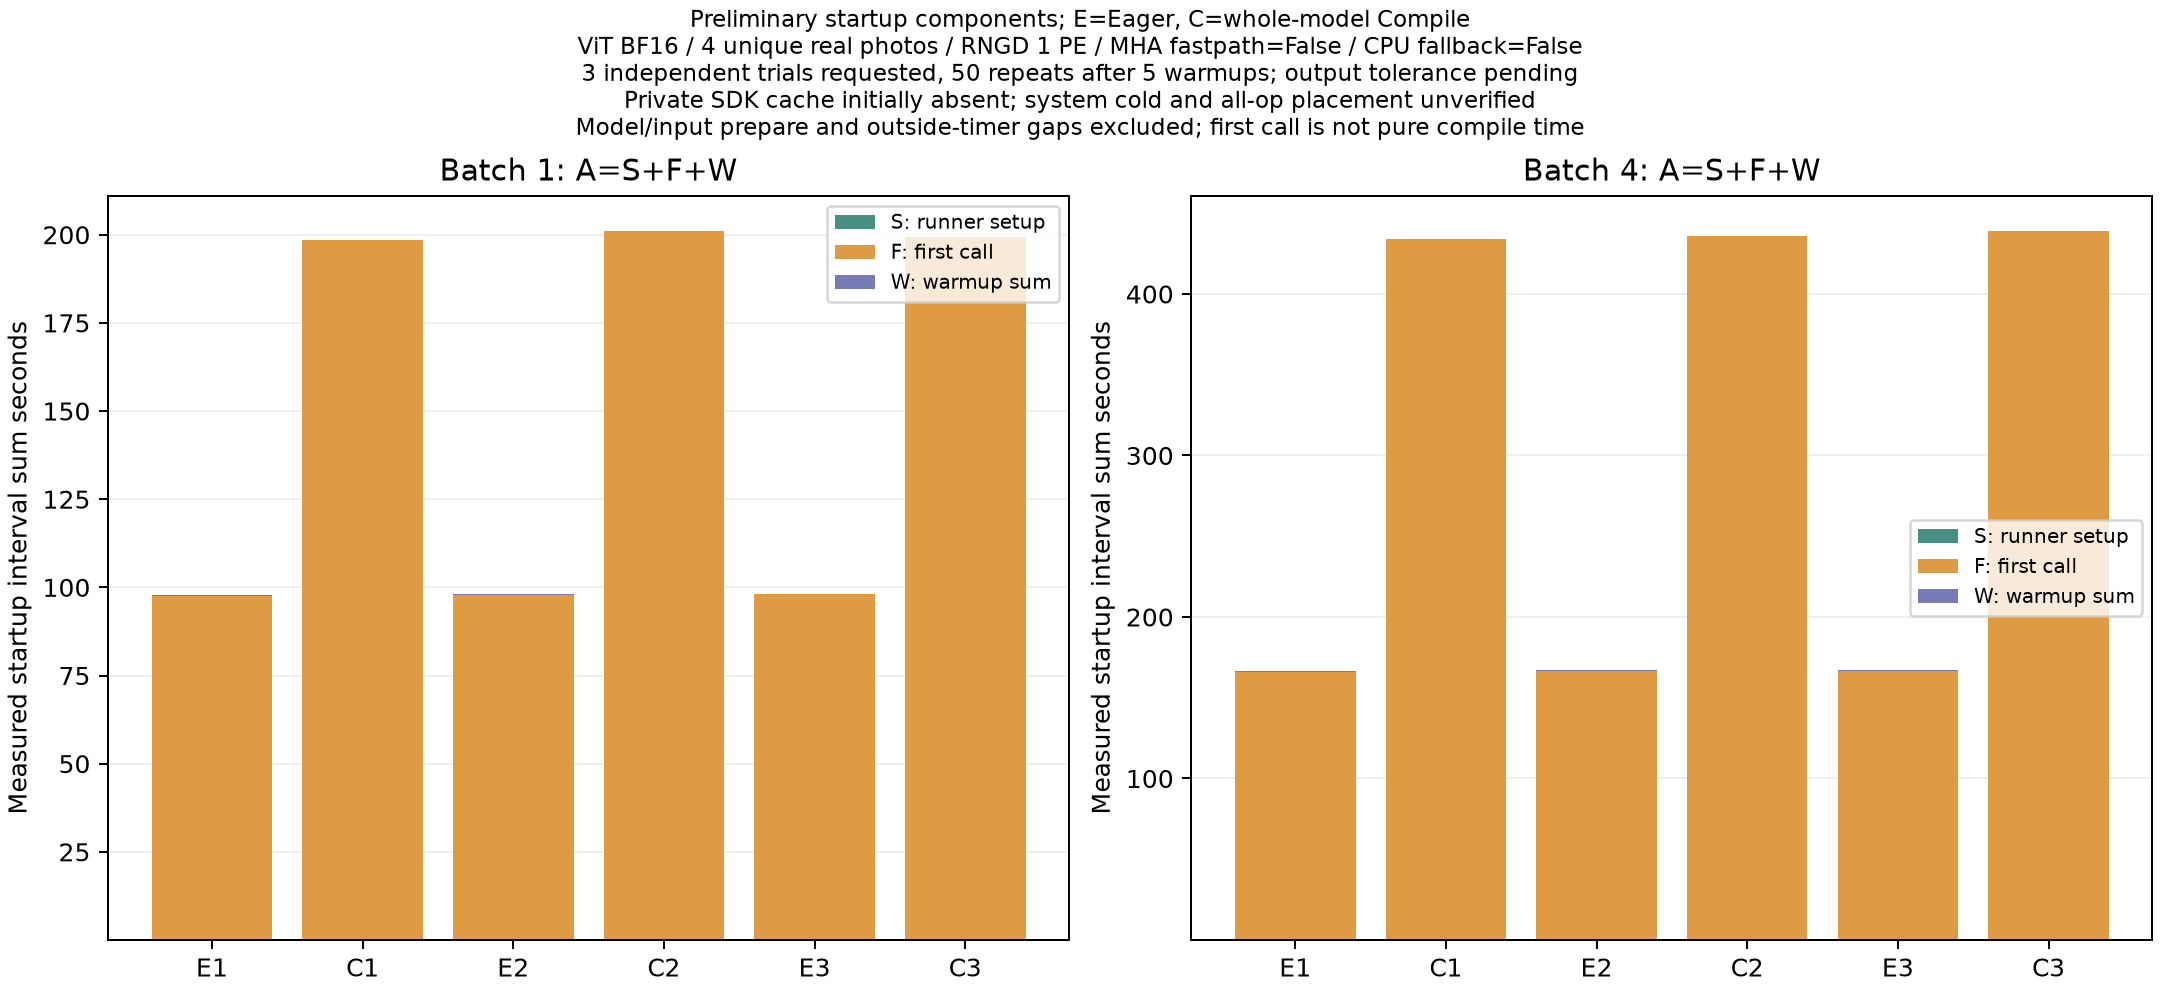 Preliminary startup components; E=Eager, C=whole-model Compile
ViT BF16 / 4 unique real photos / RNGD 1 PE / MHA fastpath=False / CPU fallback=False
3 independent trials requested, 50 repeats after 5 warmups; output tolerance pending
Private SDK cache initially absent; system cold and all-op placement unverified
Model/input prepare and outside-timer gaps excluded; first call is not pure compile time
Batch 1: A=S+F+W
Measured startup interval sum seconds
200
175
150
125
100
75
50
25
S: runner setup
F: first call
W: warmup sum
E1
C1
E2
C2
E3
C3
Batch 4: A=S+F+W
Measured startup interval sum seconds
400
300
200
100
S: runner setup
F: first call
W: warmup sum
E1
C1
E2
C2
E3
C3